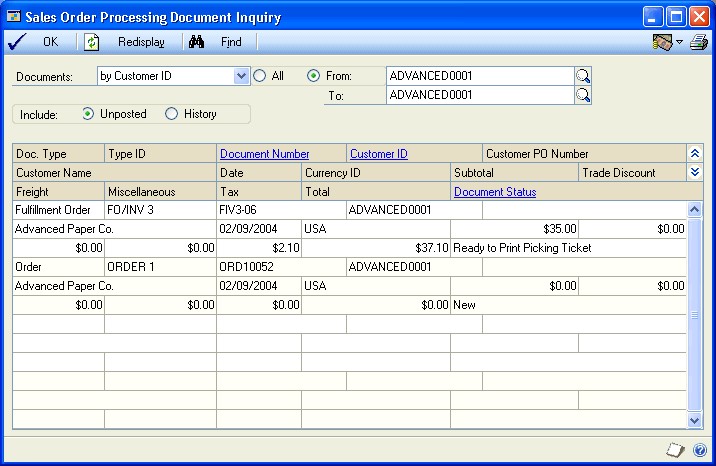 Sales Order Processing Document Inquiry
OK Redisplay Find
Documents: by Customer ID All From: ADVANCED0001
To: ADVANCED0001
Include: Unposted History
Doc. Type Type ID Document Number Customer ID Customer PO Number
Customer Name Date Currency ID Subtotal Trade Discount
Freight Miscellaneous Tax Total Document Status
Fulfillment Order FO/INV 3 FIV3-06 ADVANCED0001
Advanced Paper Co. 02/09/2004 USA $35.00 $0.00
$0.00 $0.00 $2.10 $37.10 Ready to Print Picking Ticket
Order ORDER 1 ORD10052 ADVANCED0001
Advanced Paper Co. 02/09/2004 USA $0.00 $0.00
$0.00 $0.00 $0.00 $0.00 New